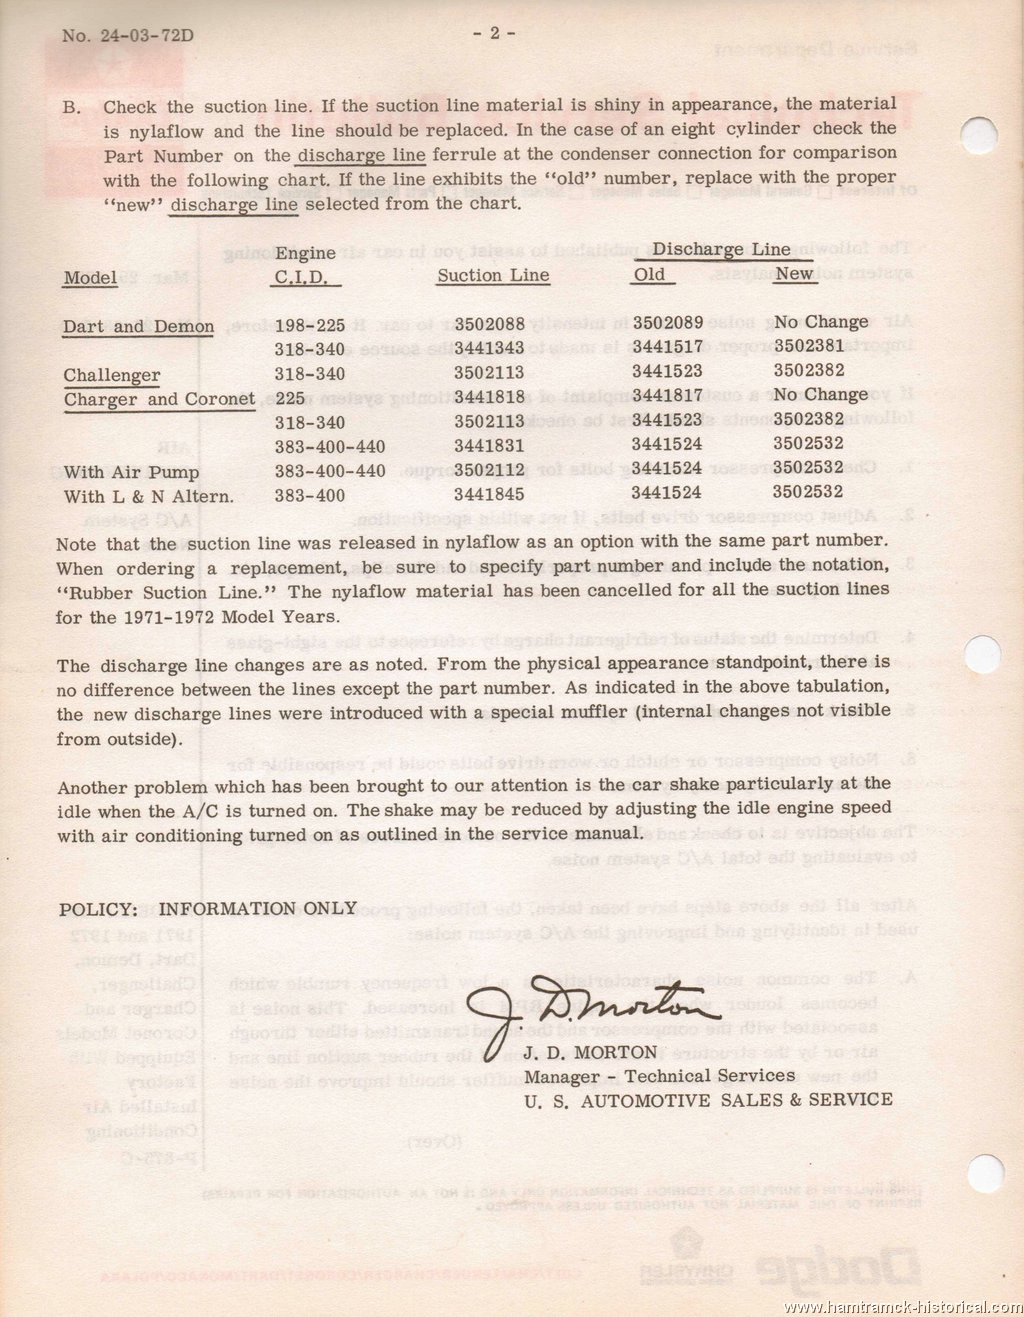 No. 24-03-72D
- 2 -
B. Check the suction line. If the suction line material is shiny in appearance, the material
is nylaflow and the line should be replaced. In the case of an eight cylinder check the
Part Number on the discharge line ferrule at the condenser connection for comparison
with the following chart. If the line exhibits the "old" number, replace with the proper
"new" discharge line selected from the chart.
Engine Discharge Line
Model C.I.D. Suction Line Old New
Dart and Demon 198-225 3502088 3502089 No Change
318-340 3441343 3441517 3502381
Challenger 318-340 3502113 3441523 3502382
Charger and Coronet 225 3441818 3441817 No Change
318-340 3502113 3441523 3502382
383-400-440 3441831 3441524 3502532
With Air Pump 383-400-440 3502112 3441524 3502532
With L & N Altern. 383-400 3441845 3441524 3502532
Note that the suction line was released in nylaflow as an option with the same part number.
When ordering a replacement, be sure to specify part number and include the notation,
"Rubber Suction Line." The nylaflow material has been cancelled for all the suction lines
for the 1971-1972 Model Years.
The discharge line changes are as noted. From the physical appearance standpoint, there is
no difference between the lines except the part number. As indicated in the above tabulation,
the new discharge lines were introduced with a special muffler (internal changes not visible
from outside).
Another problem which has been brought to our attention is the car shake particularly at the
idle when the A/C is turned on. The shake may be reduced by adjusting the idle engine speed
with air conditioning turned on as outlined in the service manual.
POLICY: INFORMATION ONLY
J. D. Morton
J. D. MORTON
Manager - Technical Services
U. S. AUTOMOTIVE SALES & SERVICE
www.hamtramck-historical.com